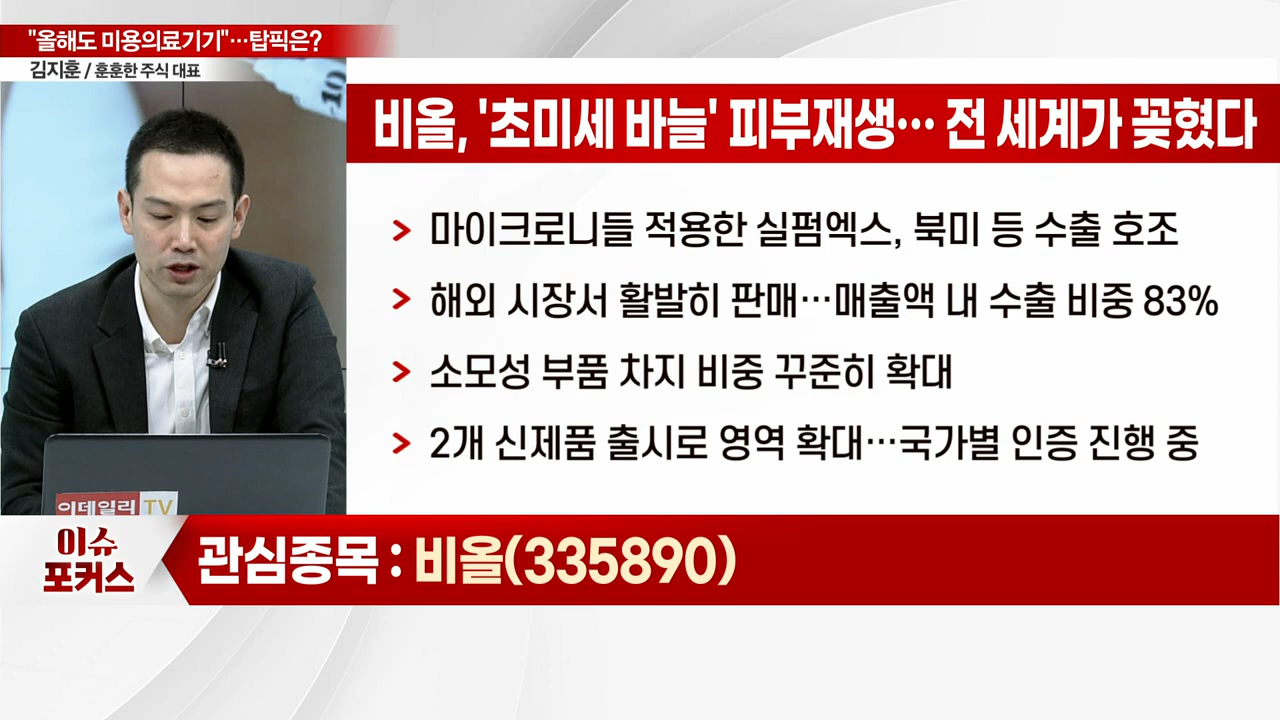 "올해도 미용의료기기"…탑픽은?
김지훈 / 훈훈한 주식 대표
-10
비올, '초미세 바늘' 피부재생… 전 세계가 꽂혔다
> 마이크로니들 적용한 실펌엑스, 북미 등 수출 호조
> 해외 시장서 활발히 판매…매출액 내 수출 비중 83%
> 소모성 부품 차지 비중 꾸준히 확대
> 2개 신제품 출시로 영역 확대…국가별 인증 진행 중
이데일리 TV
이슈
포커스
관심종목 : 비올(335890)